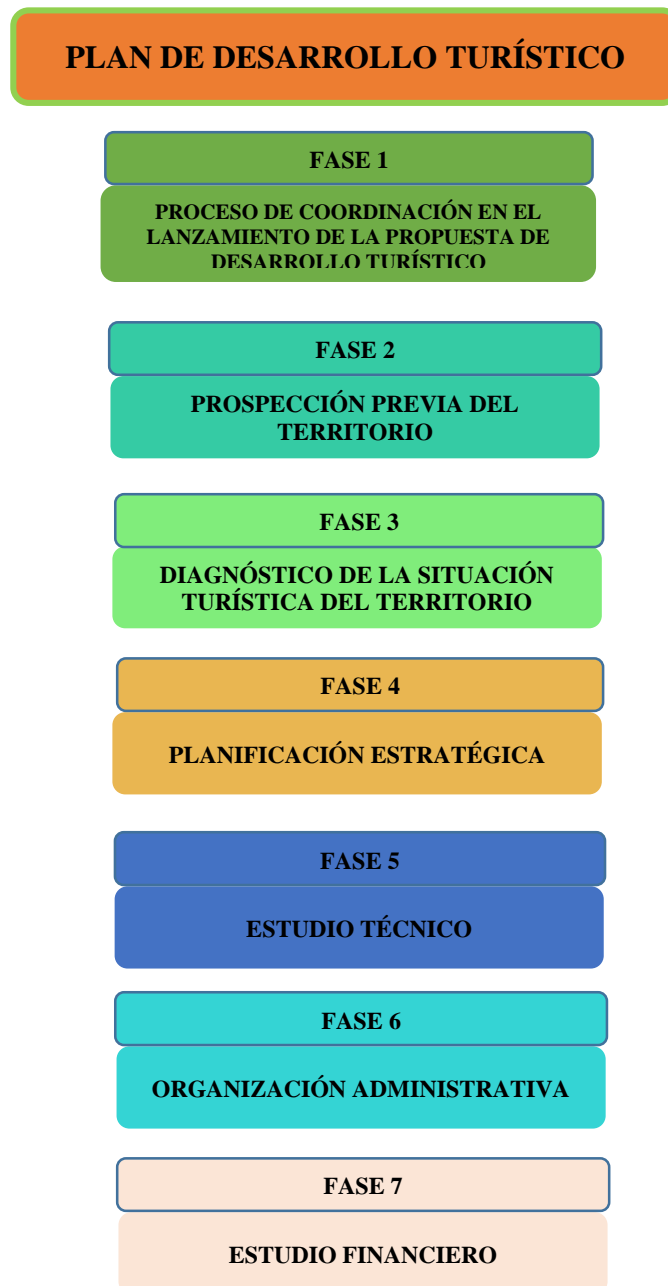 PLAN DE DESARROLLO TURÍSTICO
FASE 1
PROCESO DE COORDINACIÓN EN EL
LANZAMIENTO DE LA PROPUESTA DE
DESARROLLO TURÍSTICO
FASE 2
PROSPECCIÓN PREVIA DEL
TERRITORIO
FASE 3
DIAGNÓSTICO DE LA SITUACIÓN
TURÍSTICA DEL TERRITORIO
FASE 4
PLANIFICACIÓN ESTRATÉGICA
FASE 5
ESTUDIO TÉCNICO
FASE 6
ORGANIZACIÓN ADMINISTRATIVA
FASE 7
ESTUDIO FINANCIERO